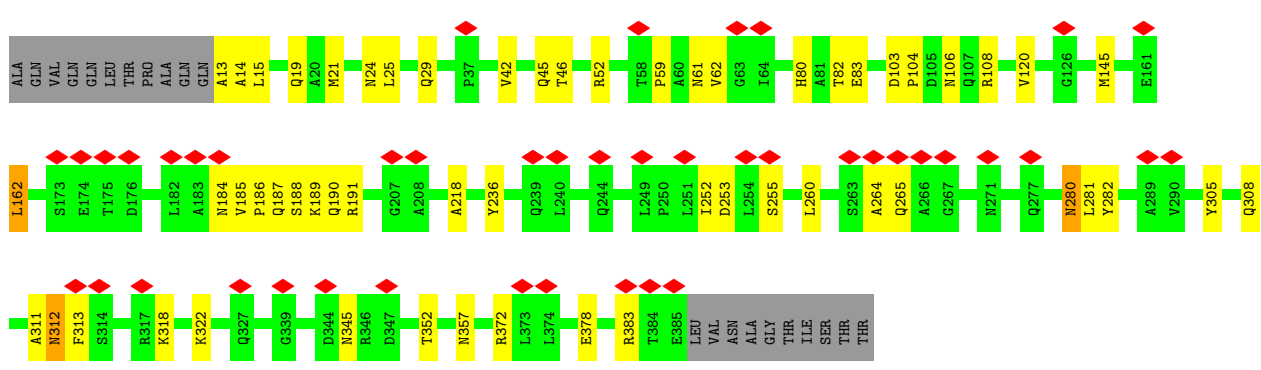 ALA GLN VAL GLN GLN LEU THR PRO ALA GLN GLN A13 A14 L15 Q19 A20 M21 N24 L25 Q29 P37 V42 Q45 T46 R52 T58 P59 A60 N61 V62 G63 I64 H80 A81 T82 E83 D103 P104 D105 N106 Q107 R108 V120 G126 M145 E161
L162 S173 E174 T175 D176 L182 A183 N184 V185 P186 Q187 S188 K189 Q190 R191 G207 A208 A218 Y236 Q239 L240 Q244 L249 P250 L251 I252 D253 L254 S255 L260 S263 A264 Q265 A266 G267 N271 Q277 N280 L281 Y282 A289 V290 Y305 Q308
A311 N312 F313 S314 R317 K318 K322 Q327 G339 D344 N345 R346 D347 T352 N357 R372 L373 L374 E378 R383 T384 E385 LEU VAL ASN ALA GLY THR ILE SER THR THR